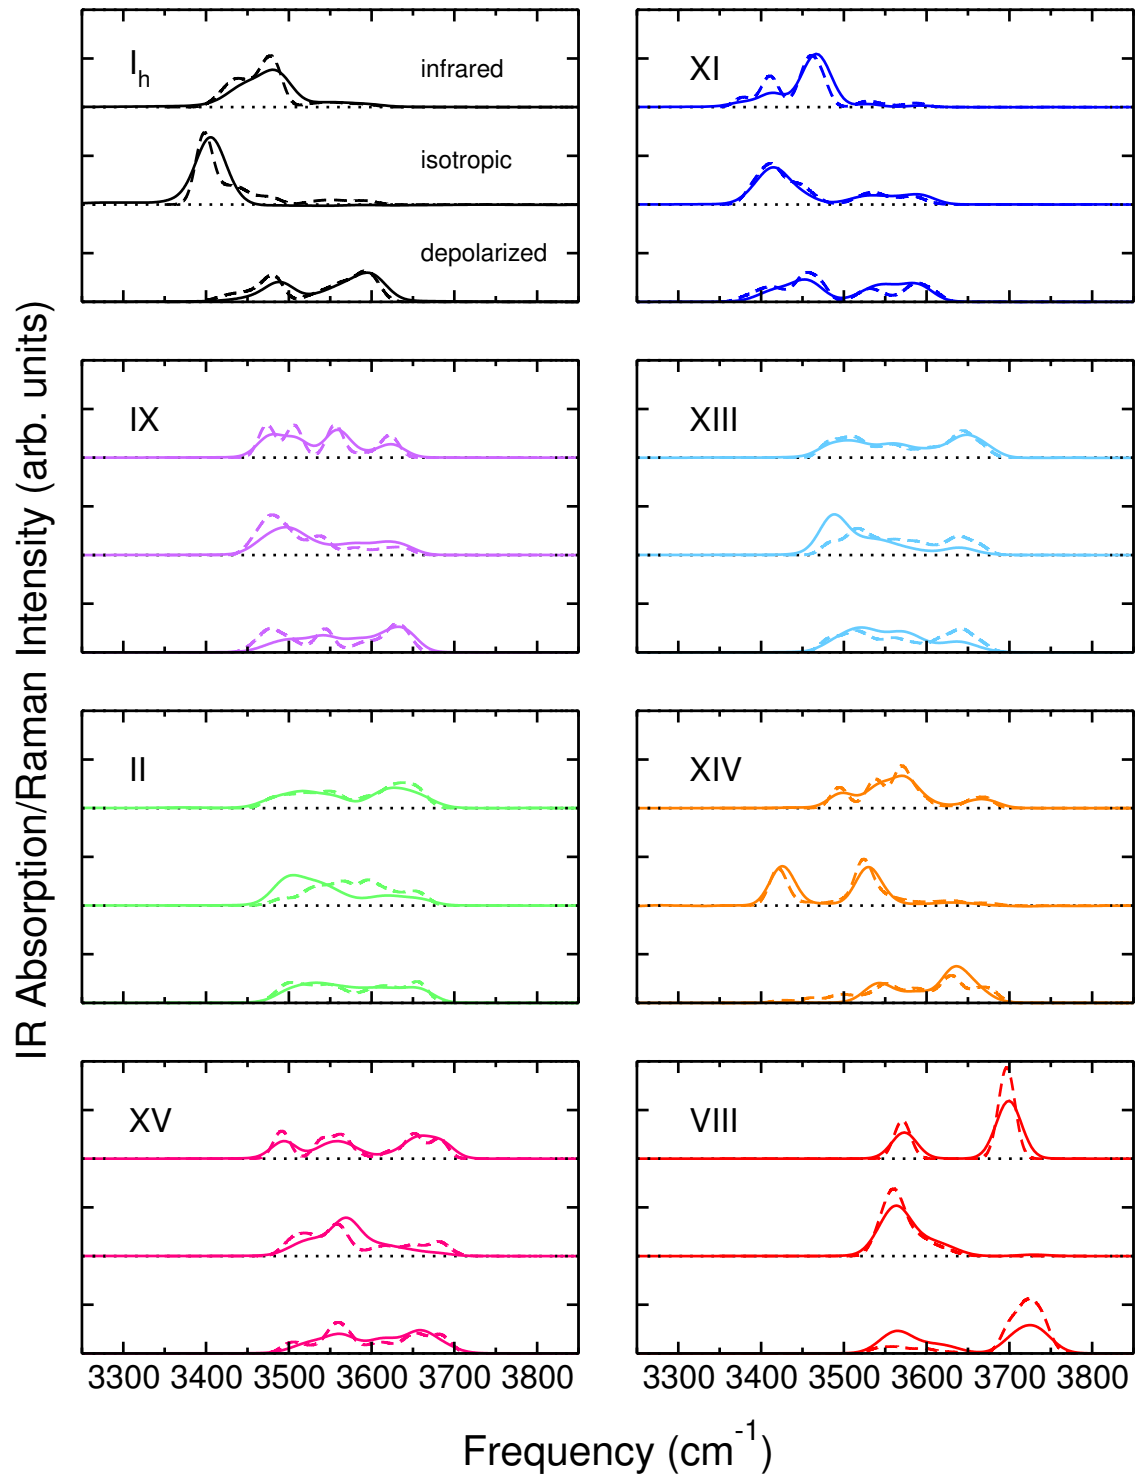 I_h
infrared
isotropic
depolarized
XI
IX
XIII
II
XIV
XV
VIII
3300 3400 3500 3600 3700 3800
3300 3400 3500 3600 3700 3800
IR Absorption/Raman Intensity (arb. units)
Frequency (cm^-1)